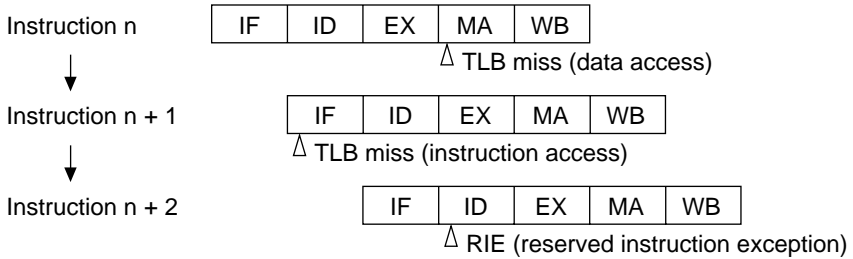 Instruction n IF ID EX MA WB
TLB miss (data access)
Instruction n + 1 IF ID EX MA WB
TLB miss (instruction access)
Instruction n + 2 IF ID EX MA WB
RIE (reserved instruction exception)